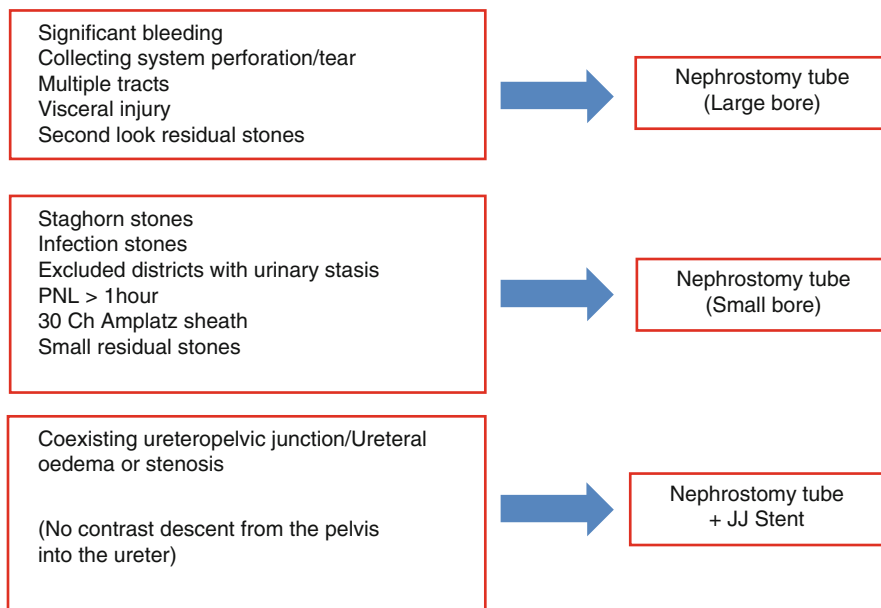 Significant bleeding
Collecting system perforation/tear
Multiple tracts
Visceral injury
Second look residual stones
Nephrostomy tube
(Large bore)
Staghorn stones
Infection stones
Excluded districts with urinary stasis
PNL > 1hour
30 Ch Amplatz sheath
Small residual stones
Nephrostomy tube
(Small bore)
Coexisting ureteropelvic junction/Ureteral
oedema or stenosis
(No contrast descent from the pelvis
into the ureter)
Nephrostomy tube
+ JJ Stent